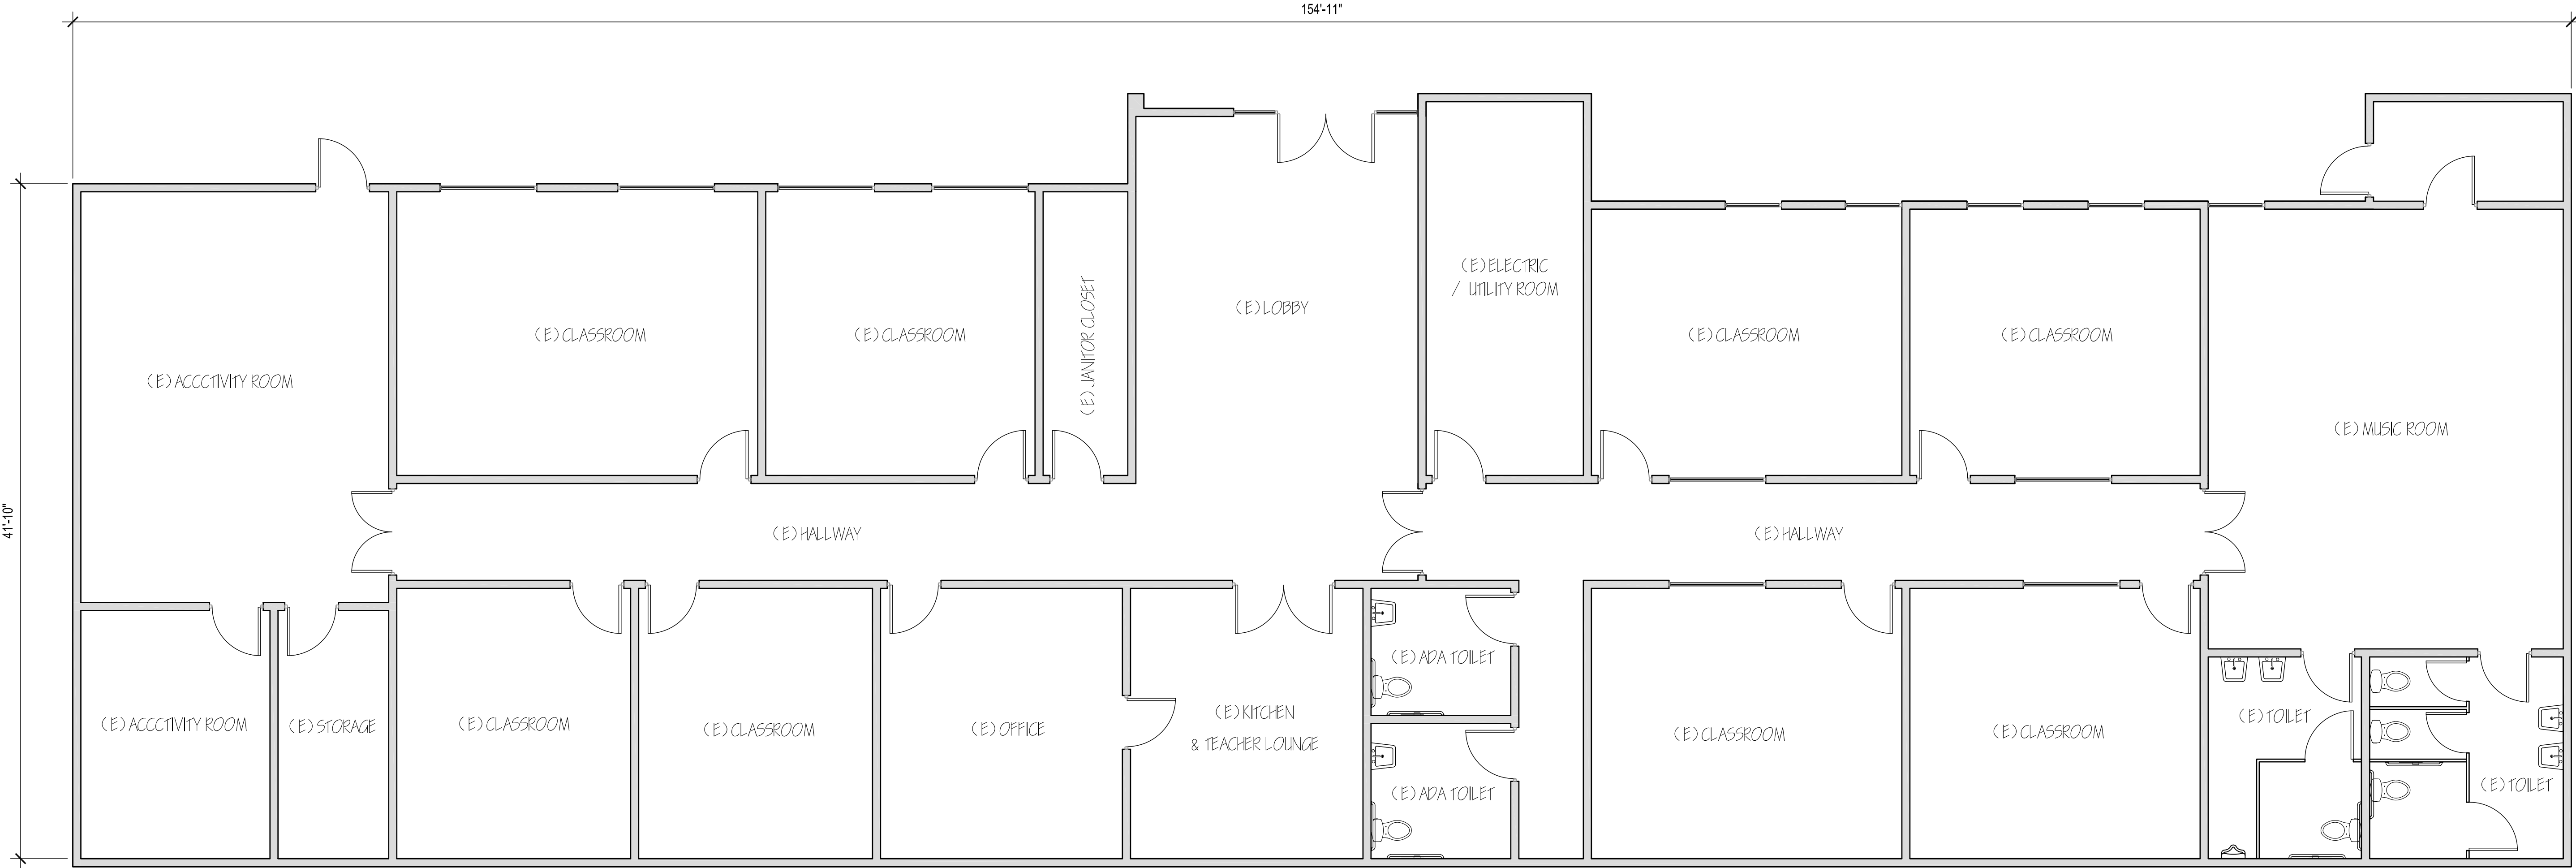 154'-11"
41'-10"
(E) ELECTRIC
/ UTILITY ROOM
(E) LOBBY
(E) CLASSROOM
(E) CLASSROOM
(E) JANITOR CLOSET
(E) CLASSROOM
(E) CLASSROOM
(E) ACCCTIVITY ROOM
(E) MUSIC ROOM
(E) HALLWAY
(E) HALLWAY
(E) ADA TOILET
(E) ACCCTIVITY ROOM
(E) STORAGE
(E) CLASSROOM
(E) CLASSROOM
(E) OFFICE
(E) KITCHEN
& TEACHER LOUNGE
(E) ADA TOILET
(E) CLASSROOM
(E) CLASSROOM
(E) TOILET
(E) TOILET